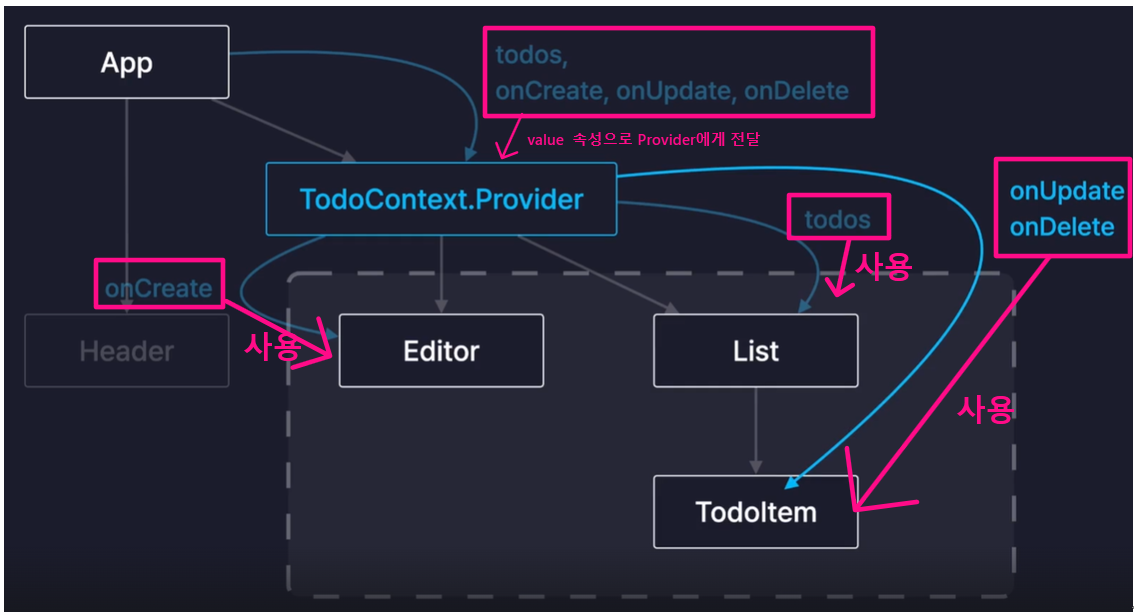 App
todos,
onCreate, onUpdate, onDelete
value 속성으로 Provider에게 전달
TodoContext.Provider
onUpdate
onDelete
todos
사용
onCreate
사용
Header
Editor
List
사용
TodoItem